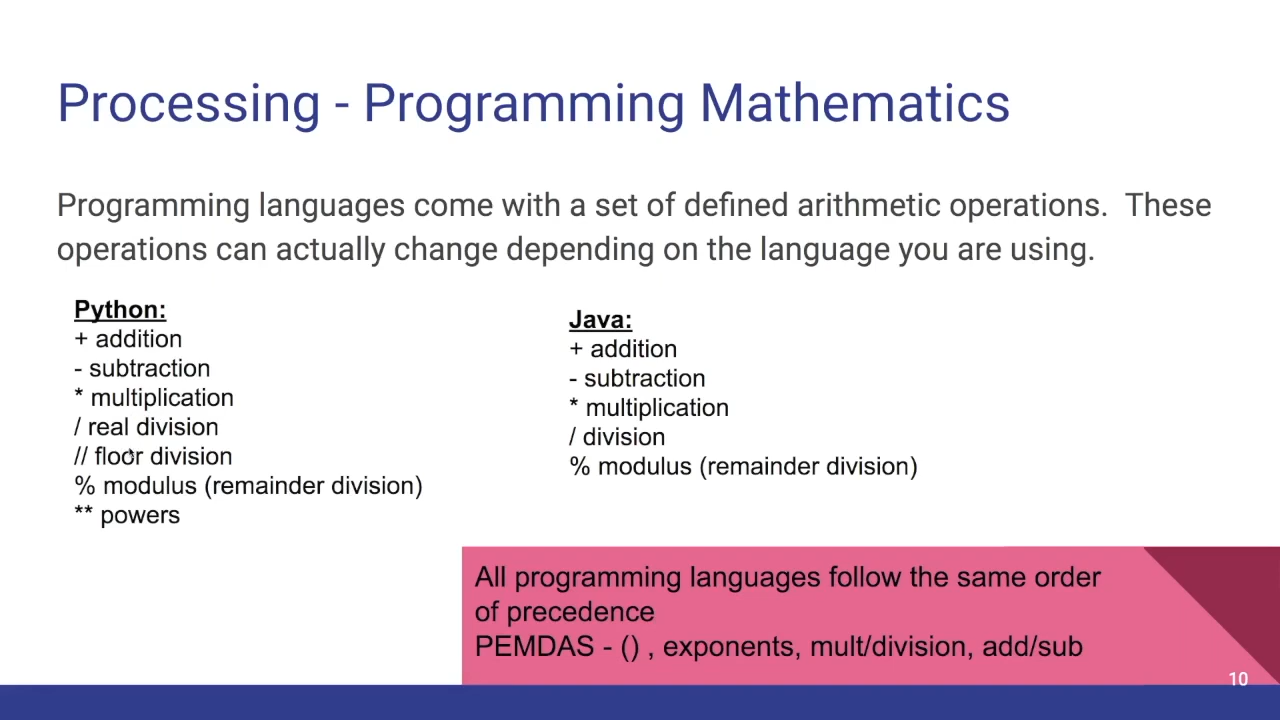 Processing - Programming Mathematics
Programming languages come with a set of defined arithmetic operations.  These
operations can actually change depending on the language you are using.
Python:
+ addition
- subtraction
* multiplication
/ real division
// floor division
% modulus (remainder division)
** powers
Java:
+ addition
- subtraction
* multiplication
/ division
% modulus (remainder division)
All programming languages follow the same order
of precedence
PEMDAS - () , exponents, mult/division, add/sub
10